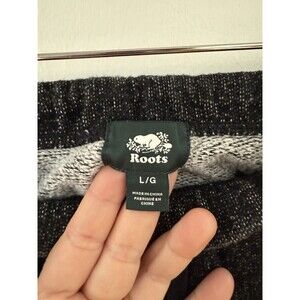 Roots
L/G
MADE IN CHINA
FABRIQUÉ EN
CHINE